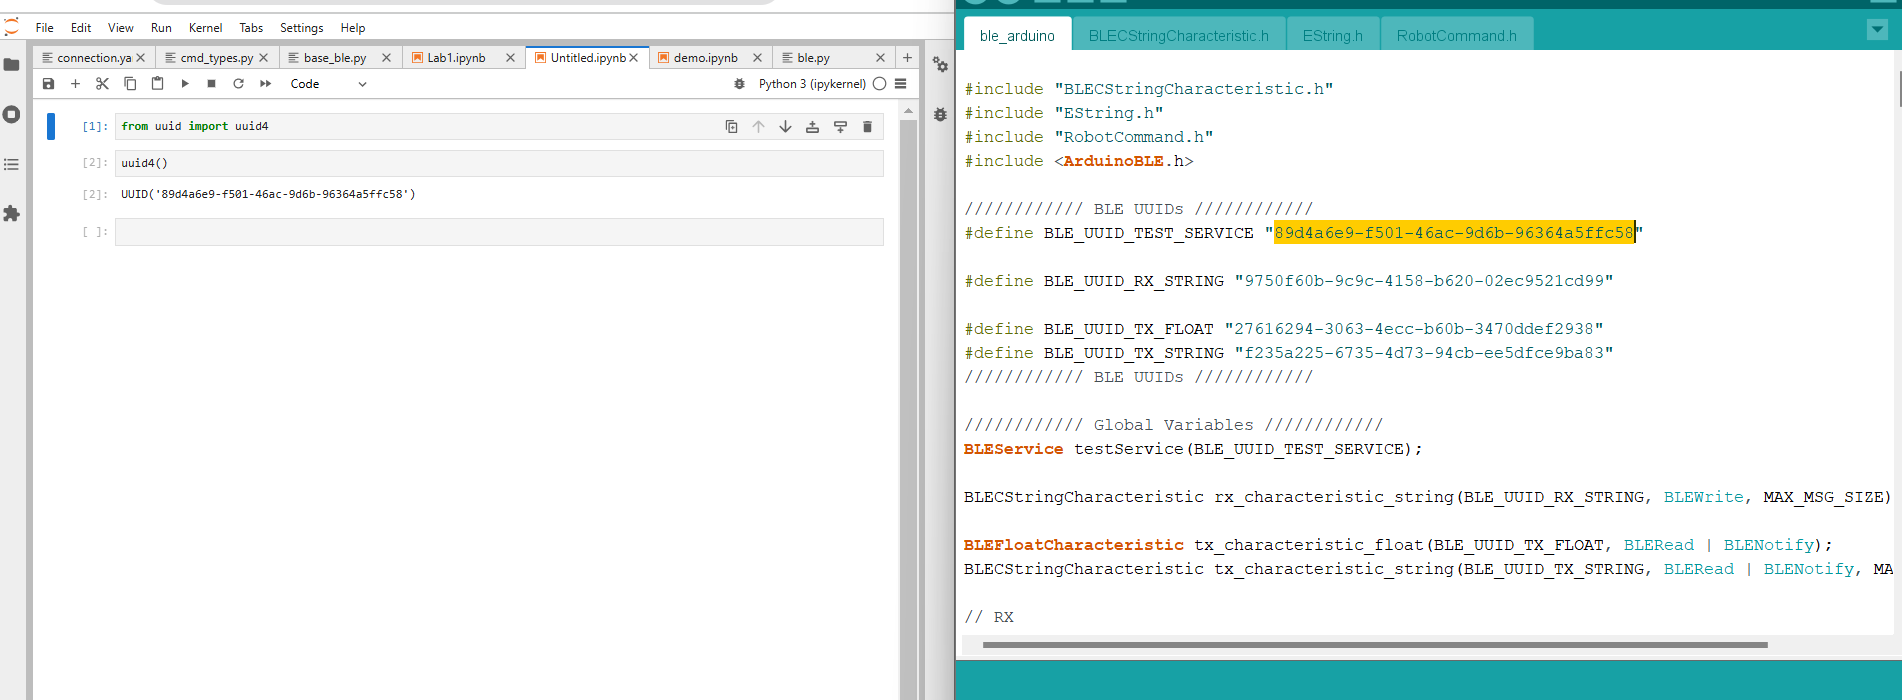 File Edit View Run Kernel Tabs Settings Help
connection.ya cmd_types.py base_ble.py Lab1.ipynb Untitled.ipynb demo.ipynb ble.py
Code Python 3 (ipykernel)
[1]: from uuid import uuid4
[2]: uuid4()
[2]: UUID('89d4a6e9-f501-46ac-9d6b-96364a5ffc58')
[ ]:
ble_arduino BLECStringCharacteristic.h EString.h RobotCommand.h
#include "BLECStringCharacteristic.h"
#include "EString.h"
#include "RobotCommand.h"
#include <ArduinoBLE.h>
//////////// BLE UUIDs ////////////
#define BLE_UUID_TEST_SERVICE "89d4a6e9-f501-46ac-9d6b-96364a5ffc58"
#define BLE_UUID_RX_STRING "9750f60b-9c9c-4158-b620-02ec9521cd99"
#define BLE_UUID_TX_FLOAT "27616294-3063-4ecc-b60b-3470ddef2938"
#define BLE_UUID_TX_STRING "f235a225-6735-4d73-94cb-ee5dfce9ba83"
//////////// BLE UUIDs ////////////
//////////// Global Variables ////////////
BLEService testService(BLE_UUID_TEST_SERVICE);
BLECStringCharacteristic rx_characteristic_string(BLE_UUID_RX_STRING, BLEWrite, MAX_MSG_SIZE)
BLEFloatCharacteristic tx_characteristic_float(BLE_UUID_TX_FLOAT, BLERead | BLENotify);
BLECStringCharacteristic tx_characteristic_string(BLE_UUID_TX_STRING, BLERead | BLENotify, MA
// RX